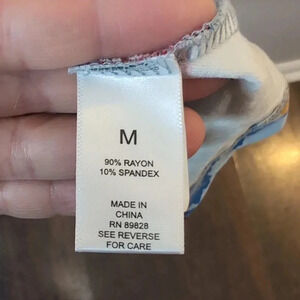 M
90% RAYON
10% SPANDEX
MADE IN
CHINA
RN 89828
SEE REVERSE
FOR CARE